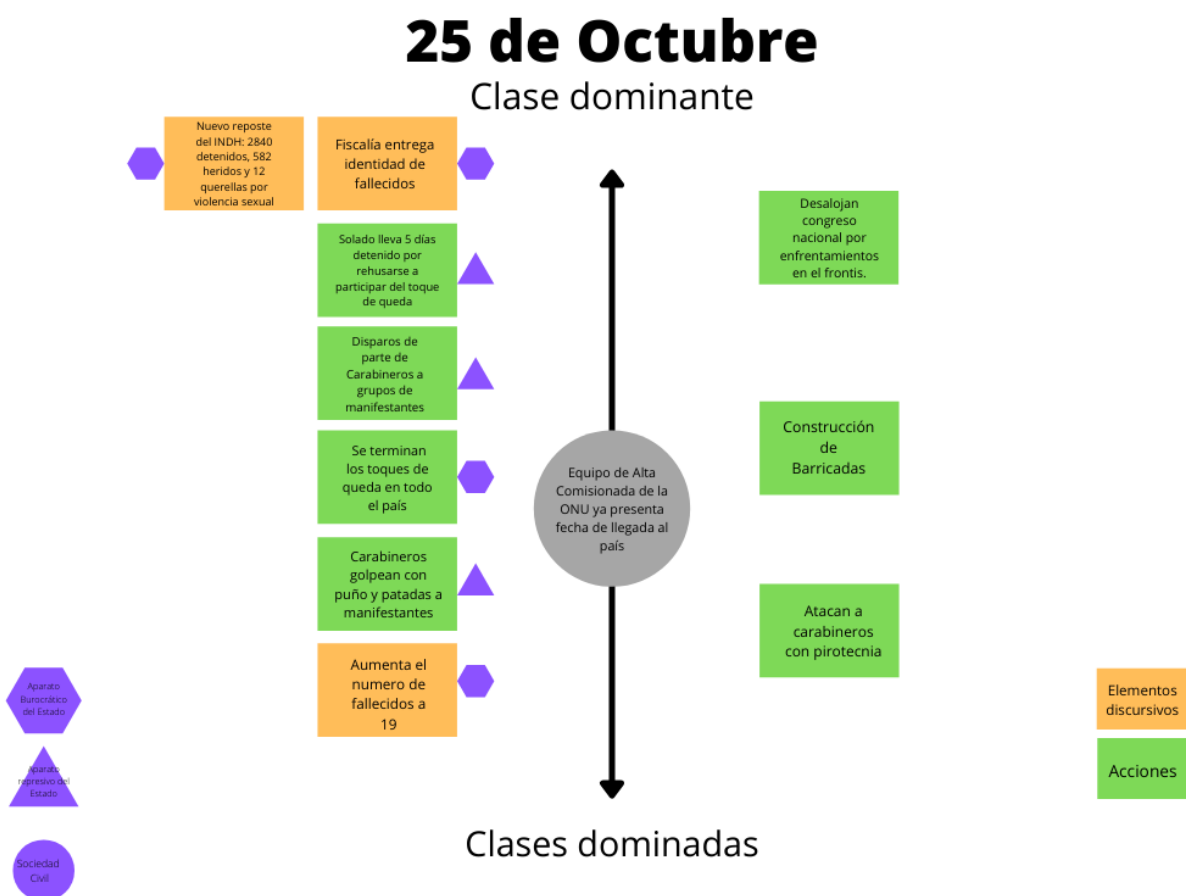 25 de Octubre
Clase dominante
Nuevo reposte
del INDH: 2840
detenidos, 582
heridos y 12
querellas por
violencia sexual
Fiscalía entrega
identidad de
fallecidos
Solado lleva 5 días
detenido por
rehusarse a
participar del toque
de queda
Disparos de
parte de
Carabineros a
grupos de
manifestantes
Se terminan
los toques de
queda en todo
el país
Carabineros
golpean con
puño y patadas a
manifestantes
Aumenta el
numero de
fallecidos a
19
Equipo de Alta
Comisionada de la
ONU ya presenta
fecha de llegada al
país
Desalojan
congreso
nacional por
enfrentamientos
en el frontis.
Construcción
de
Barricadas
Atacan a
carabineros
con pirotecnia
Aparato
Burocrático
del Estado
Aparato
represivo del
Estado
Sociedad
Civil
Elementos
discursivos
Acciones
Clases dominadas